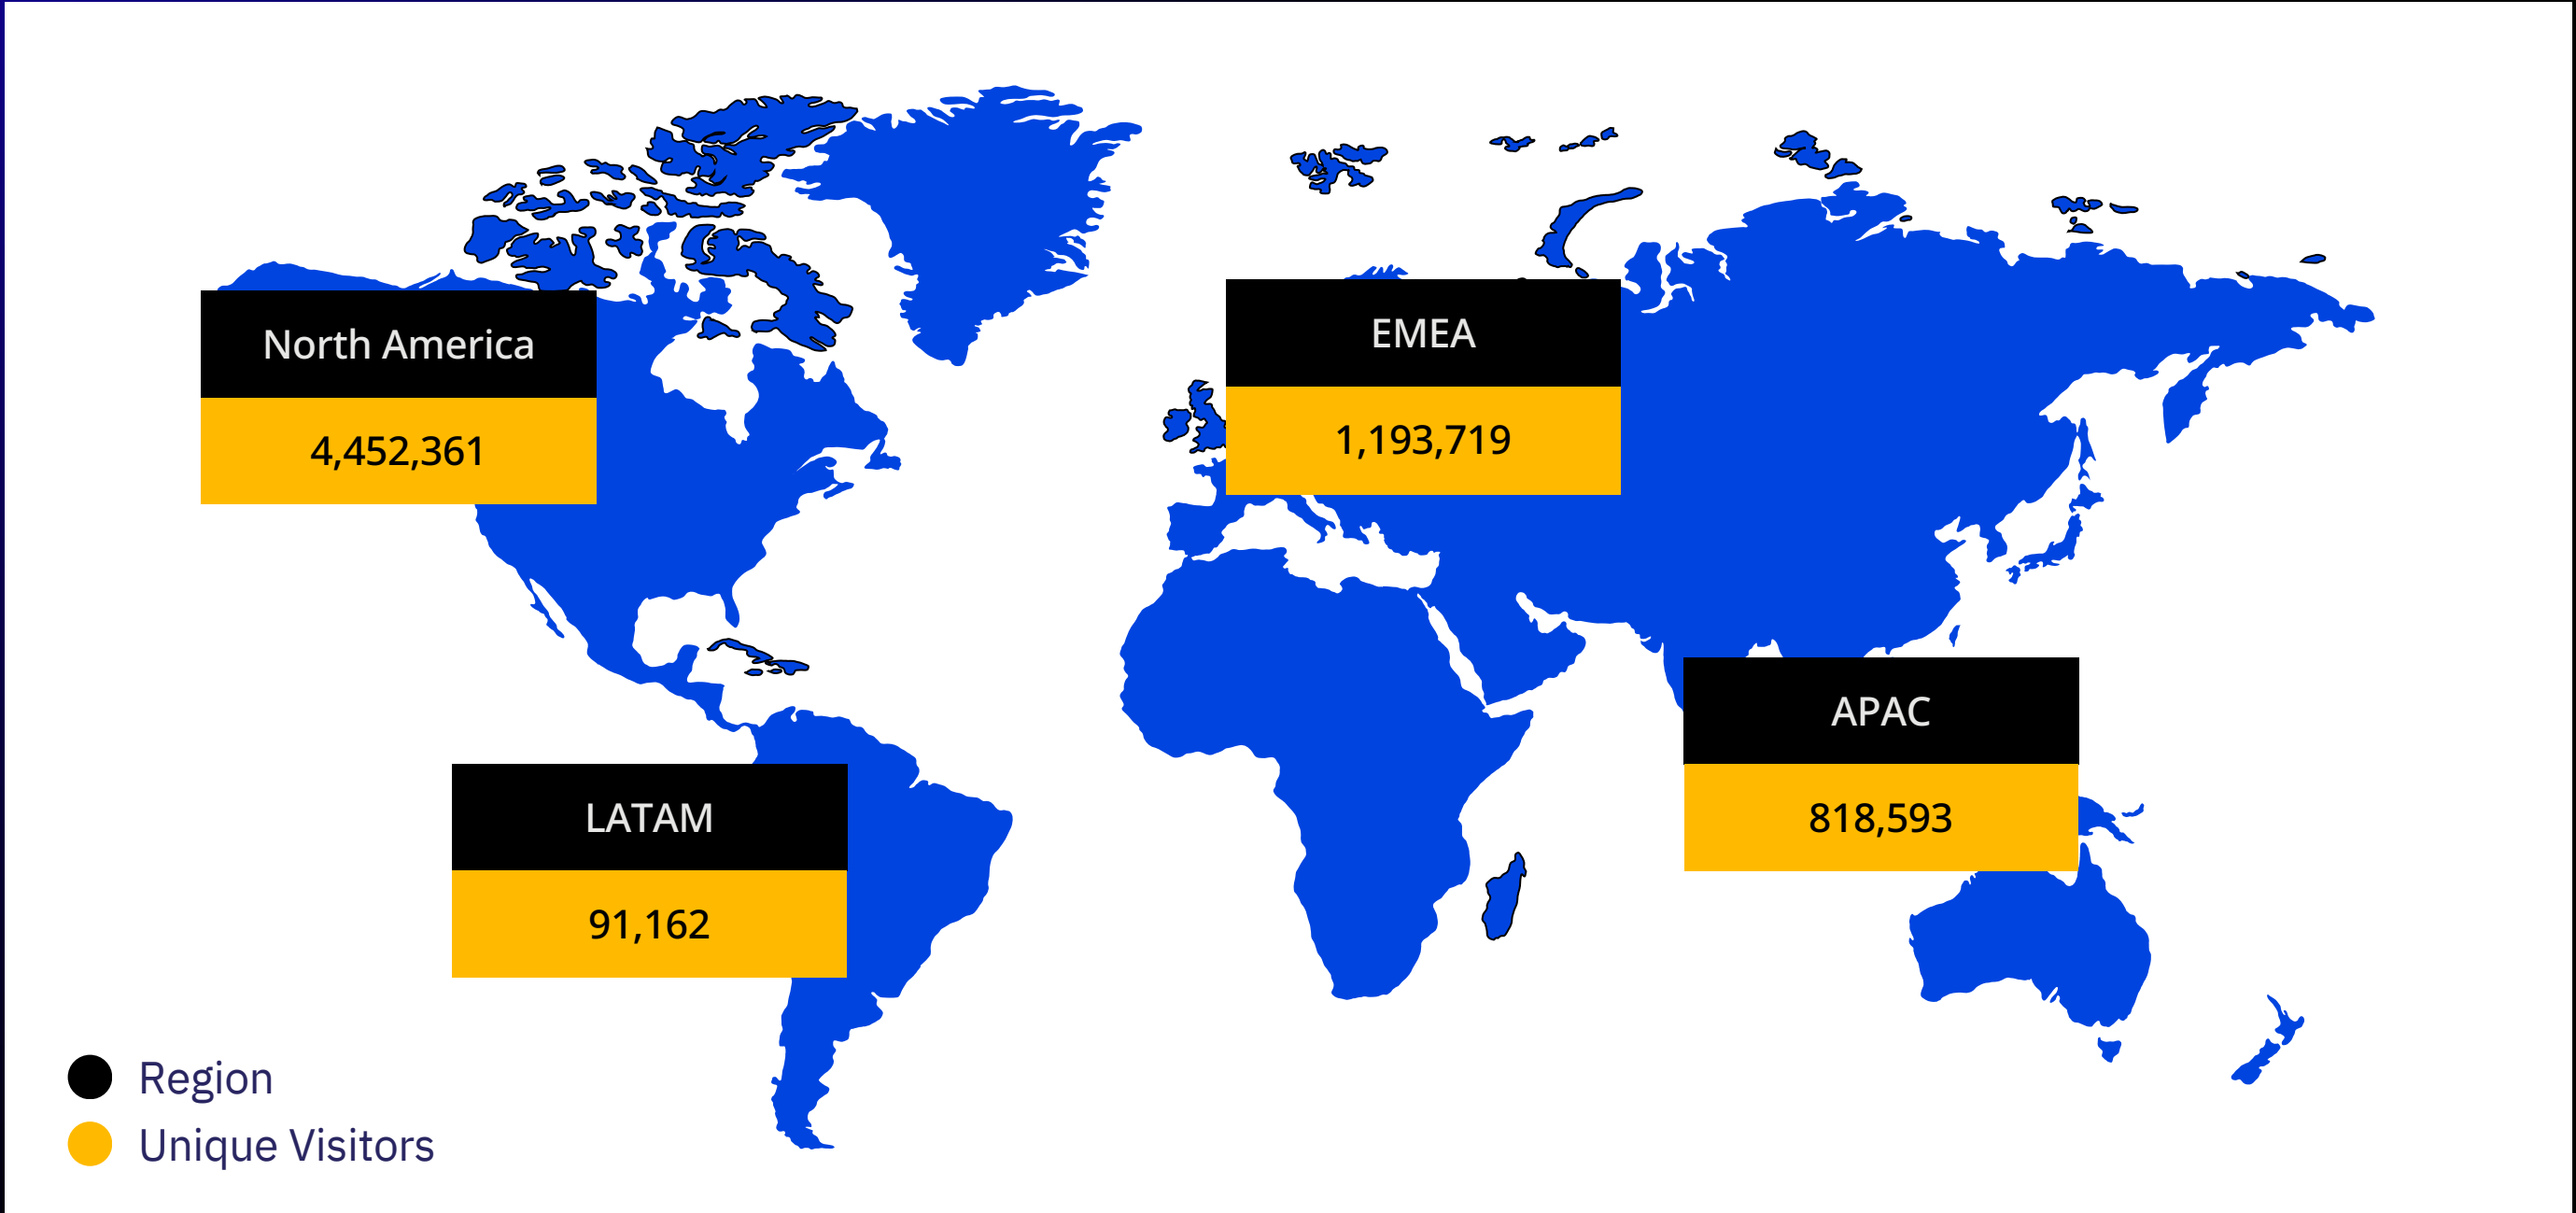 North America
4,452,361
EMEA
1,193,719
LATAM
91,162
APAC
818,593
Region
Unique Visitors